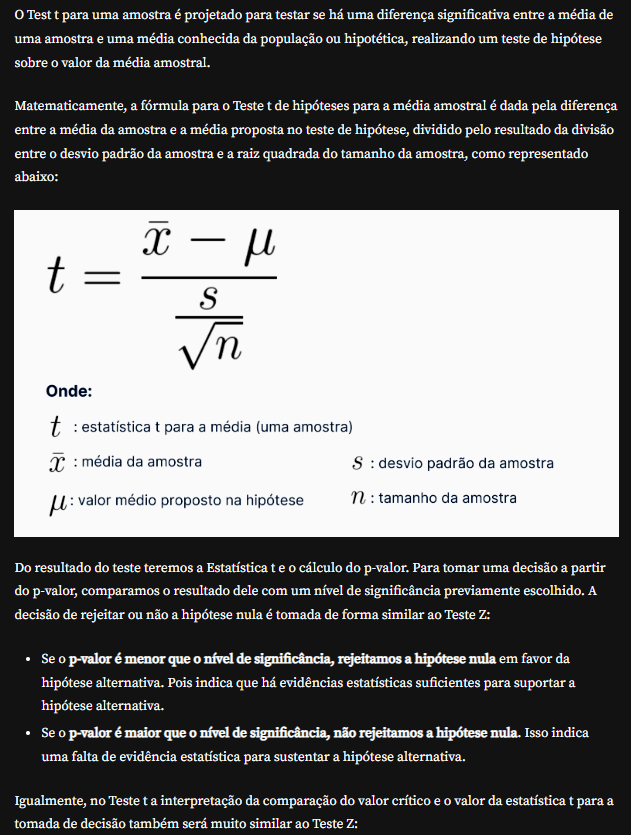 O Test t para uma amostra é projetado para testar se há uma diferença significativa entre a média de
uma amostra e uma média conhecida da população ou hipotética, realizando um teste de hipótese
sobre o valor da média amostral.
Matematicamente, a fórmula para o Teste t de hipóteses para a média amostral é dada pela diferença
entre a média da amostra e a média proposta no teste de hipótese, dividido pelo resultado da divisão
entre o desvio padrão da amostra e a raiz quadrada do tamanho da amostra, como representado
abaixo:
t = (x̄ − μ) / (s / √n)
Onde:
t : estatística t para a média (uma amostra)
x̄ : média da amostra
s : desvio padrão da amostra
μ : valor médio proposto na hipótese
n : tamanho da amostra
Do resultado do teste teremos a Estatística t e o cálculo do p-valor. Para tomar uma decisão a partir
do p-valor, comparamos o resultado dele com um nível de significância previamente escolhido. A
decisão de rejeitar ou não a hipótese nula é tomada de forma similar ao Teste Z:
• Se o p-valor é menor que o nível de significância, rejeitamos a hipótese nula em favor da
hipótese alternativa. Pois indica que há evidências estatísticas suficientes para suportar a
hipótese alternativa.
• Se o p-valor é maior que o nível de significância, não rejeitamos a hipótese nula. Isso indica
uma falta de evidência estatística para sustentar a hipótese alternativa.
Igualmente, no Teste t a interpretação da comparação do valor crítico e o valor da estatística t para a
tomada de decisão também será muito similar ao Teste Z: